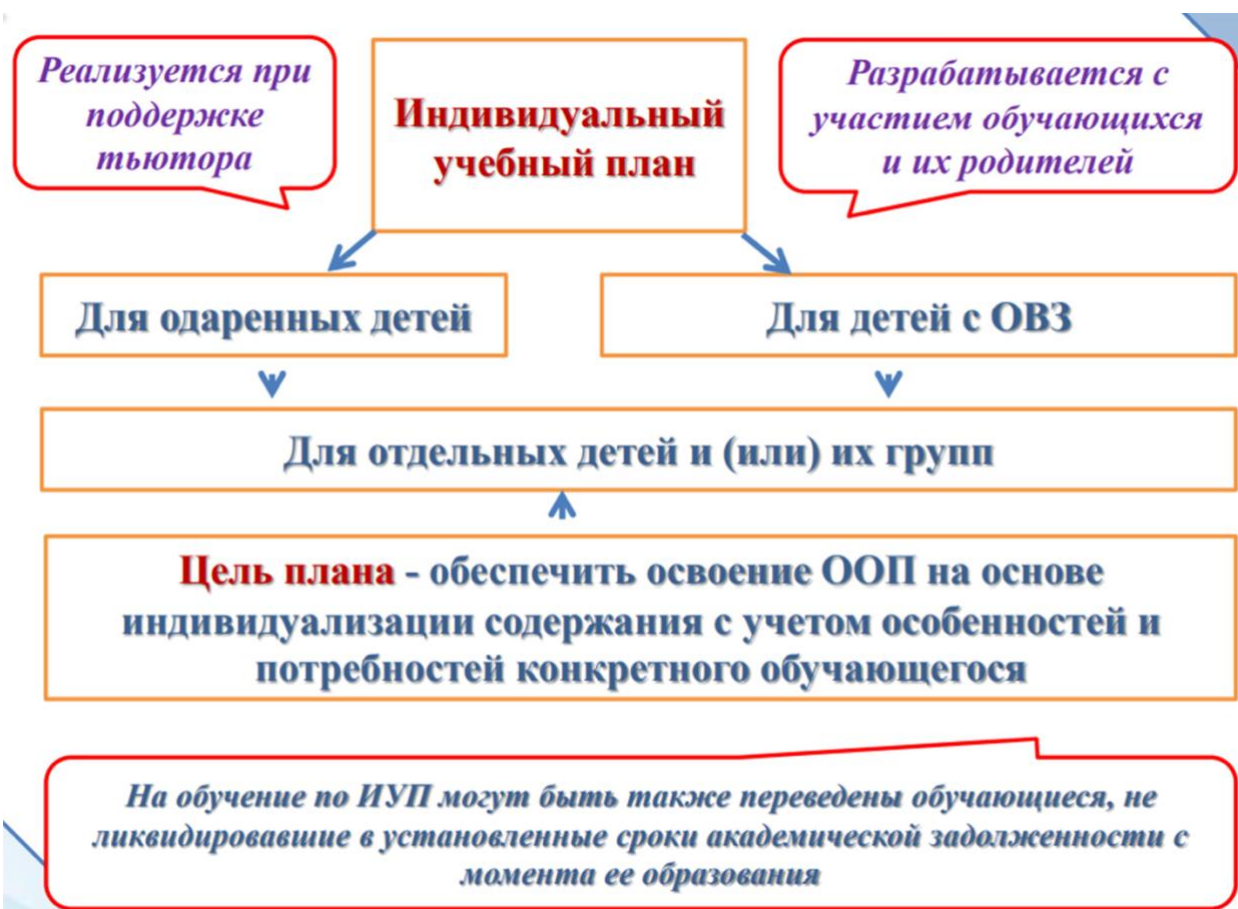 Реализуется при
поддержке
тьютора
Индивидуальный
учебный план
Разрабатывается с
участием обучающихся
и их родителей
Для одаренных детей
Для детей с ОВЗ
Для отдельных детей и (или) их групп
Цель плана - обеспечить освоение ООП на основе
индивидуализации содержания с учетом особенностей и
потребностей конкретного обучающегося
На обучение по ИУП могут быть также переведены обучающиеся, не
ликвидировавшие в установленные сроки академической задолженности с
момента ее образования